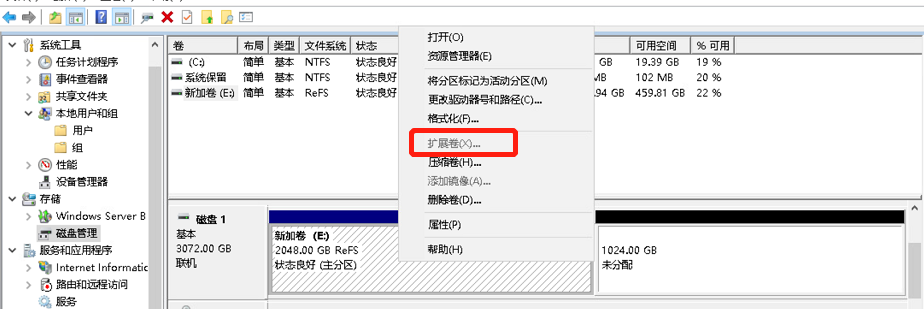 系统工具
任务计划程序
事件查看器
共享文件夹
本地用户和组
用户
组
性能
设备管理器
存储
Windows Server B
磁盘管理
服务和应用程序
Internet Informatic
路由和远程访问
服务
卷 布局 类型 文件系统 状态 可用空间 % 可用
(C:) 简单 基本 NTFS 状态良好 GB 19.39 GB 19 %
系统保留 简单 基本 NTFS 状态良好 MB 102 MB 20 %
新加卷 (E:) 简单 基本 ReFS 状态良好 .94 GB 459.81 GB 22 %
打开(O)
资源管理器(E)
将分区标记为活动分区(M)
更改驱动器号和路径(C)...
格式化(F)...
扩展卷(X)...
压缩卷(H)...
添加镜像(A)...
删除卷(D)...
属性(P)
帮助(H)
磁盘 1
基本
3072.00 GB
联机
新加卷 (E:)
2048.00 GB ReFS
状态良好 (主分区)
1024.00 GB
未分配